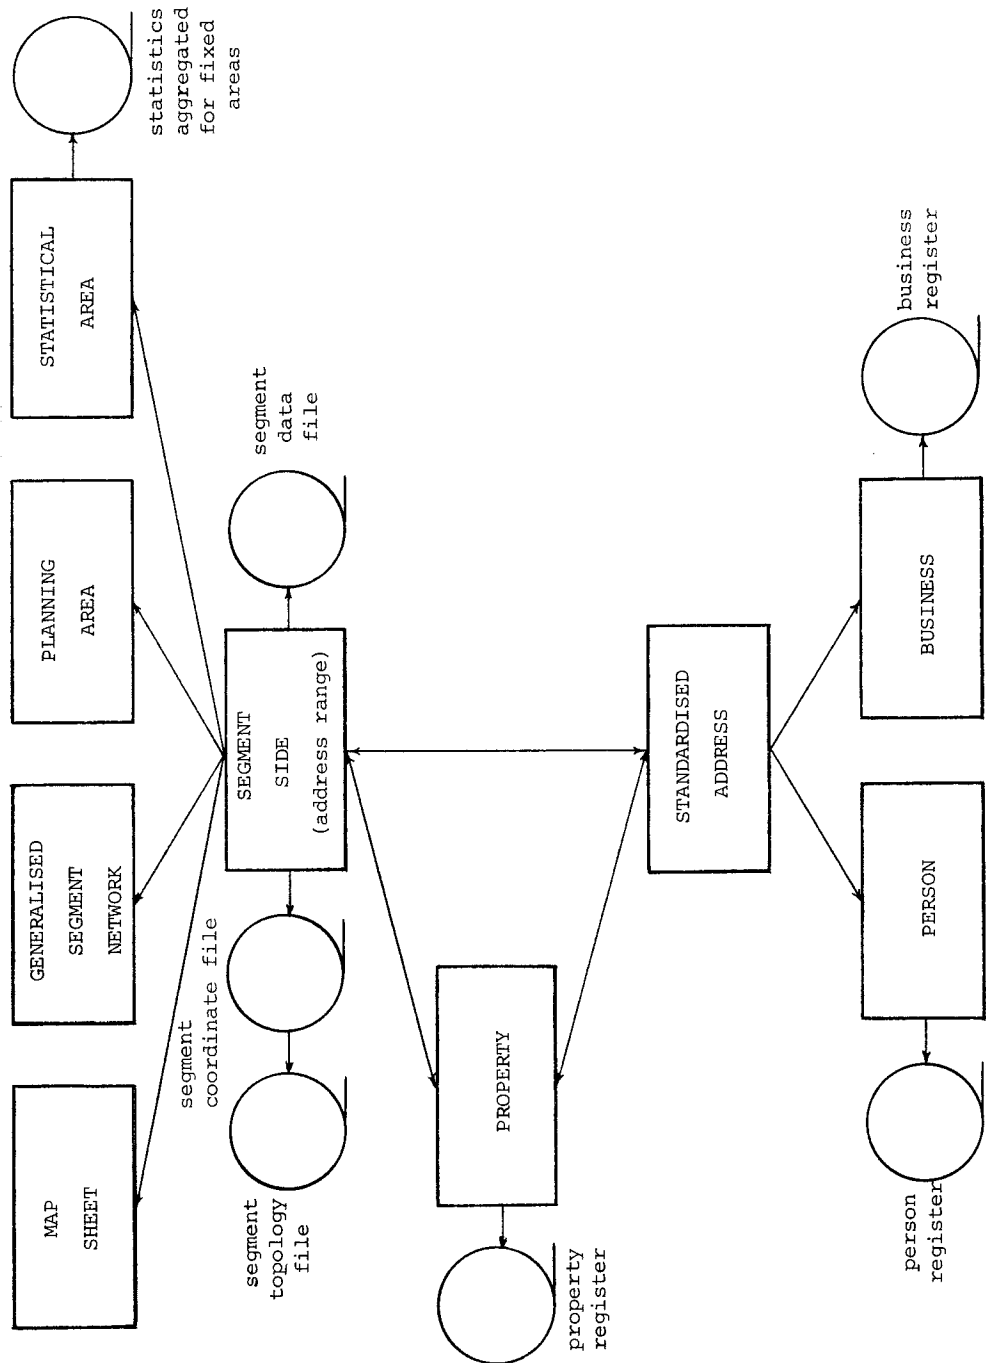 MAP
SHEET
GENERALISED
SEGMENT
NETWORK
PLANNING
AREA
STATISTICAL
AREA
statistics
aggregated
for fixed
areas
segment
topology
file
segment
coordinate file
SEGMENT
SIDE
(address range)
segment
data
file
property
register
PROPERTY
STANDARDISED
ADDRESS
person
register
PERSON
BUSINESS
business
register